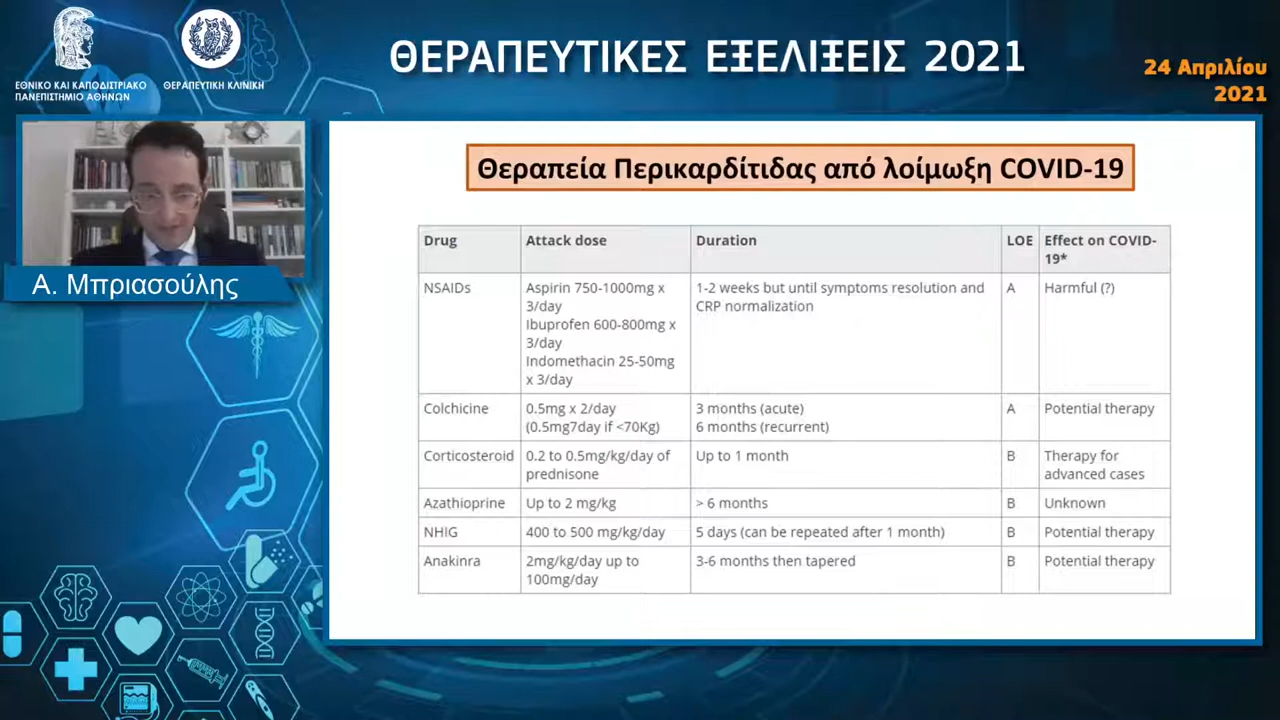 ΕΘΝΙΚΟ ΚΑΙ ΚΑΠΟΔΙΣΤΡΙΑΚΟ
ΠΑΝΕΠΙΣΤΗΜΙΟ ΑΘΗΝΩΝ
ΘΕΡΑΠΕΥΤΙΚΗ ΚΛΙΝΙΚΗ
ΘΕΡΑΠΕΥΤΙΚΕΣ ΕΞΕΛΙΞΕΙΣ 2021
24 Απριλίου
2021
Α. Μπριασούλης
Θεραπεία Περικαρδίτιδας από λοίμωξη COVID-19
Drug Attack dose Duration LOE Effect on COVID-
19*
NSAIDs Aspirin 750-1000mg x 1-2 weeks but until symptoms resolution and A Harmful (?)
3/day CRP normalization
Ibuprofen 600-800mg x
3/day
Indomethacin 25-50mg
x 3/day
Colchicine 0.5mg x 2/day 3 months (acute) A Potential therapy
(0.5mg7day if <70Kg) 6 months (recurrent)
Corticosteroid 0.2 to 0.5mg/kg/day of Up to 1 month B Therapy for
prednisone advanced cases
Azathioprine Up to 2 mg/kg > 6 months B Unknown
NHIG 400 to 500 mg/kg/day 5 days (can be repeated after 1 month) B Potential therapy
Anakinra 2mg/kg/day up to 3-6 months then tapered B Potential therapy
100mg/day